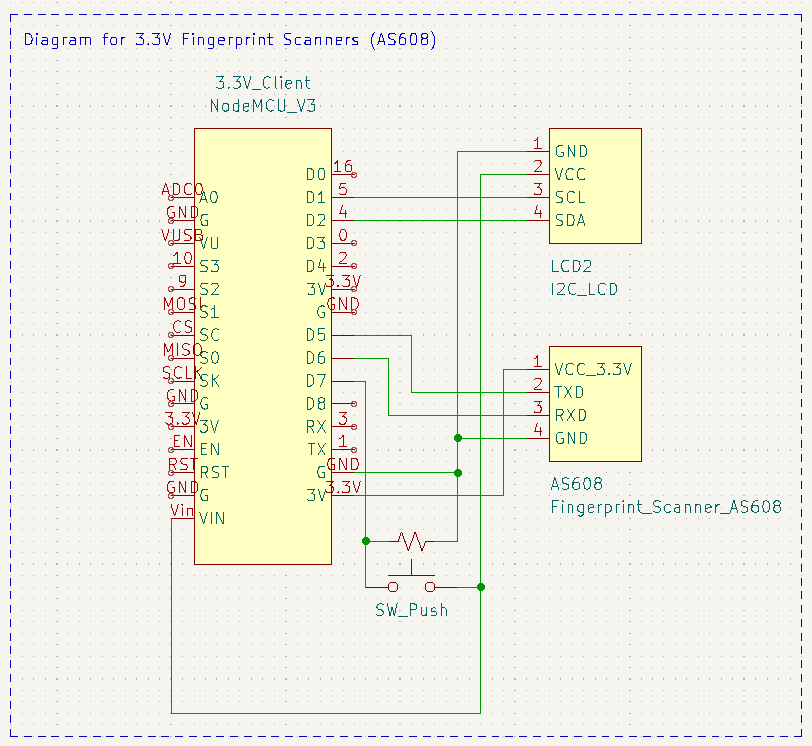 Diagram for 3.3V Fingerprint Scanners (AS608)
3.3V_Client
NodeMCU_V3
ADC0 A0
GND G
VUSB VU
10 S3
9 S2
MOSI S1
CS SC
MISO S0
SCLK SK
GND G
3.3V 3V
EN EN
RST RST
GND G
Vin VIN
D0 16
D1 5
D2 4
D3 0
D4 2
3V 3.3V
G GND
D5
D6
D7
D8
RX 3
TX 1
G GND
3V 3.3V
1 GND
2 VCC
3 SCL
4 SDA
LCD2
I2C_LCD
1 VCC_3.3V
2 TXD
3 RXD
4 GND
AS608
Fingerprint_Scanner_AS608
SW_Push